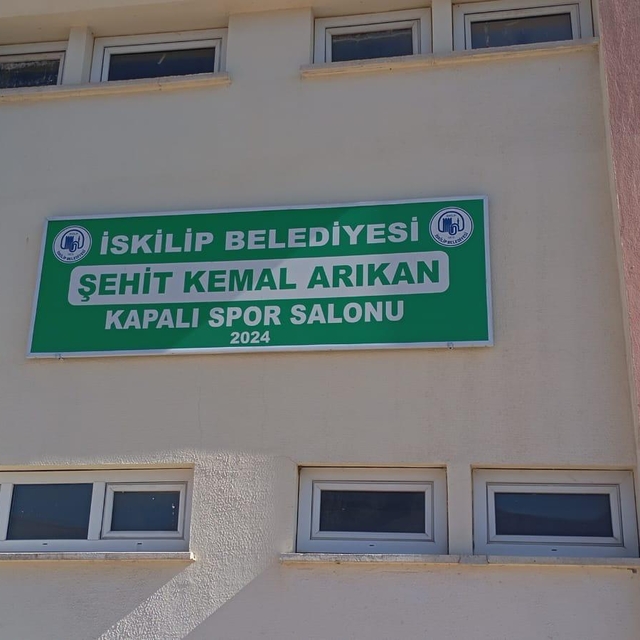 İSKİLİP BELEDİYESİ
ŞEHİT KEMAL ARIKAN
KAPALI SPOR SALONU
2024